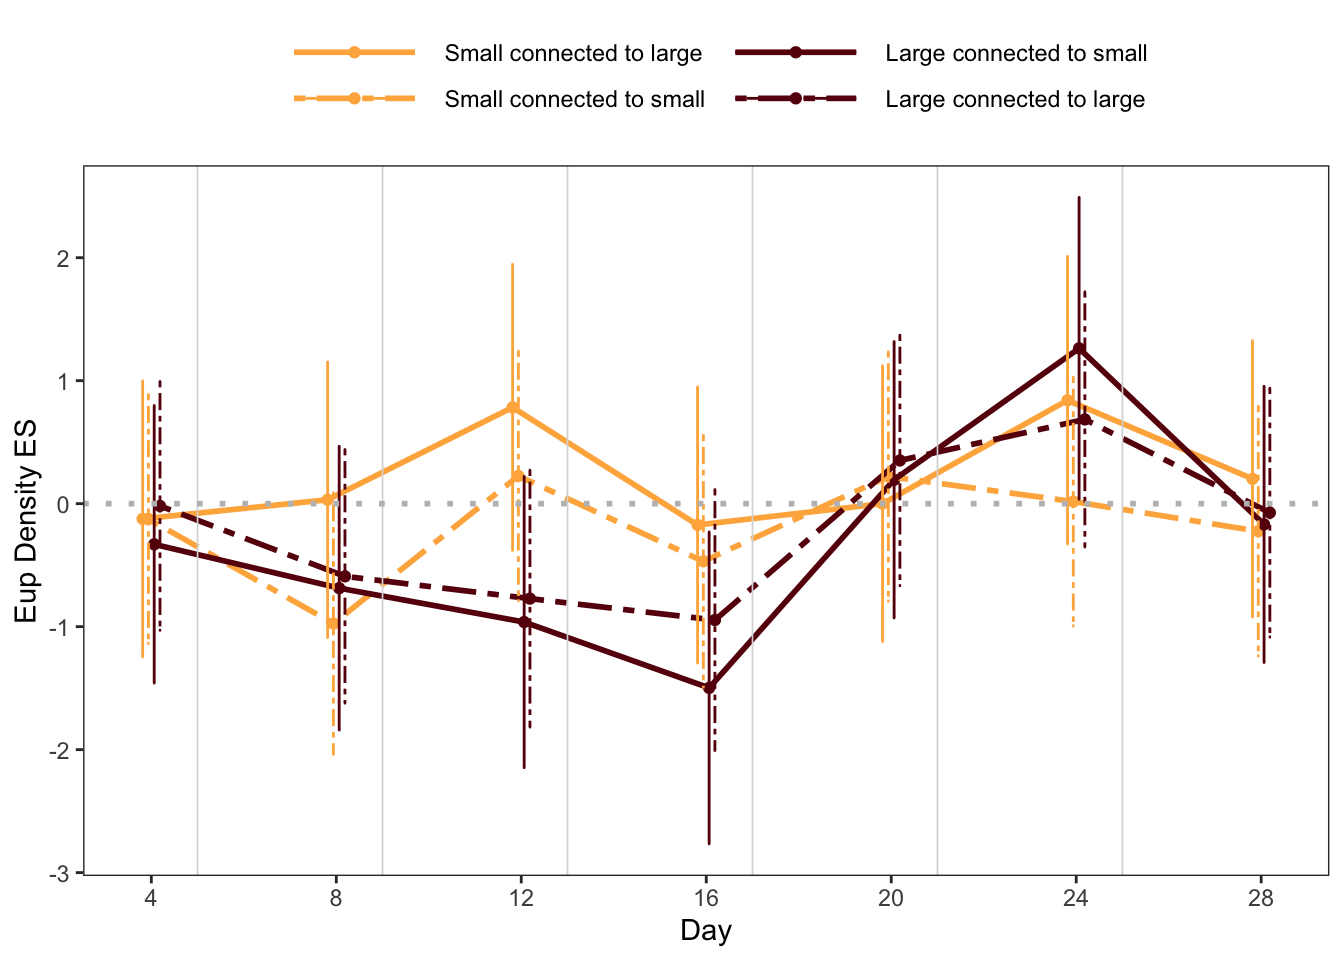 Small connected to large
Large connected to small
Small connected to small
Large connected to large
Eup Density ES
2
1
0
-1
-2
-3
4
8
12
16
20
24
28
Day